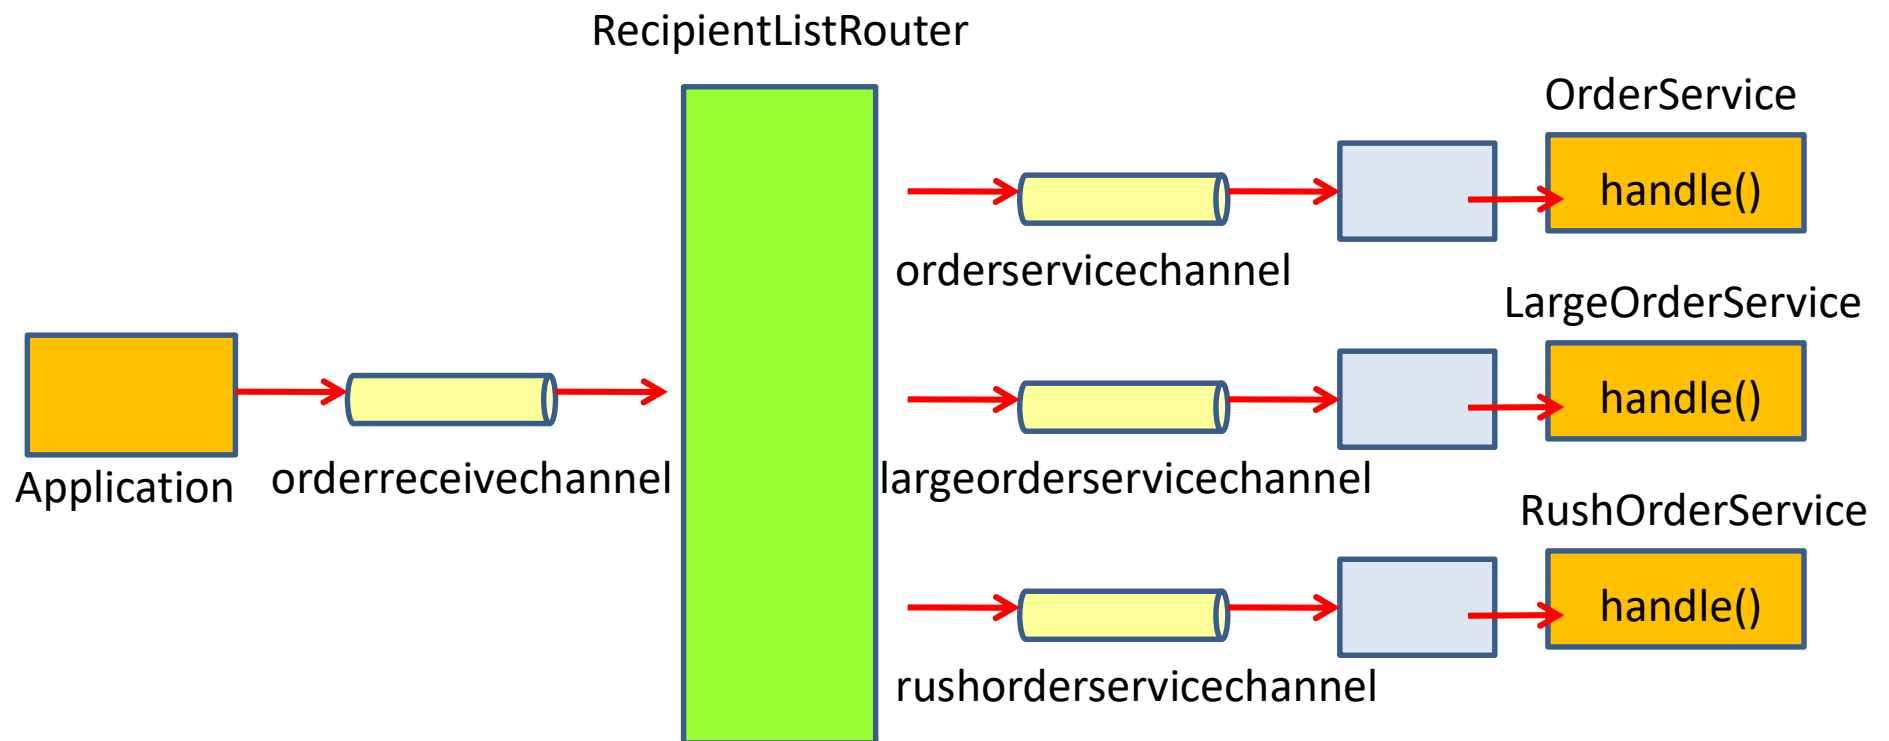 RecipientListRouter
OrderService
handle()
orderservicechannel
LargeOrderService
handle()
Application
orderreceivechannel
largeorderservicechannel
RushOrderService
handle()
rushorderservicechannel